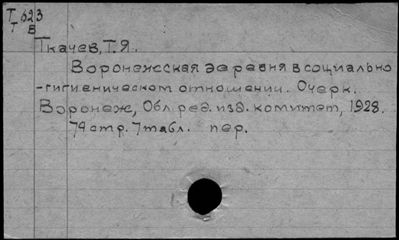 Т 623
Т В
Ткачев, Т.Я.
Воронежская деревня в социально
-гигиеническом отношении. Очерк.
Воронеж, Обл. ред. изд. комитет, 1928.
74 стр. 7 табл. пер.